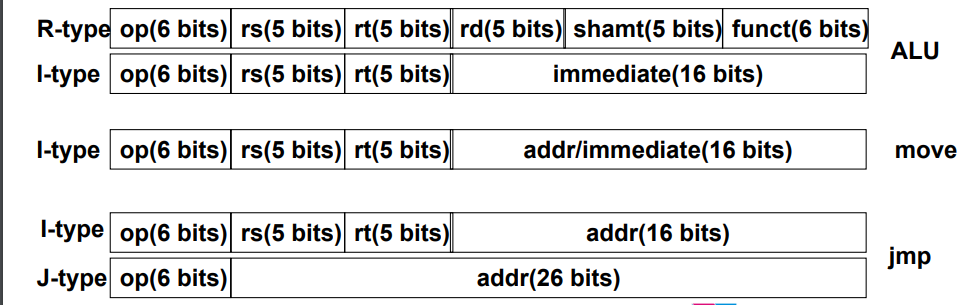 R-type op(6 bits) rs(5 bits) rt(5 bits) rd(5 bits) shamt(5 bits) funct(6 bits)
ALU
I-type op(6 bits) rs(5 bits) rt(5 bits) immediate(16 bits)
I-type op(6 bits) rs(5 bits) rt(5 bits) addr/immediate(16 bits) move
I-type op(6 bits) rs(5 bits) rt(5 bits) addr(16 bits)
jmp
J-type op(6 bits) addr(26 bits)